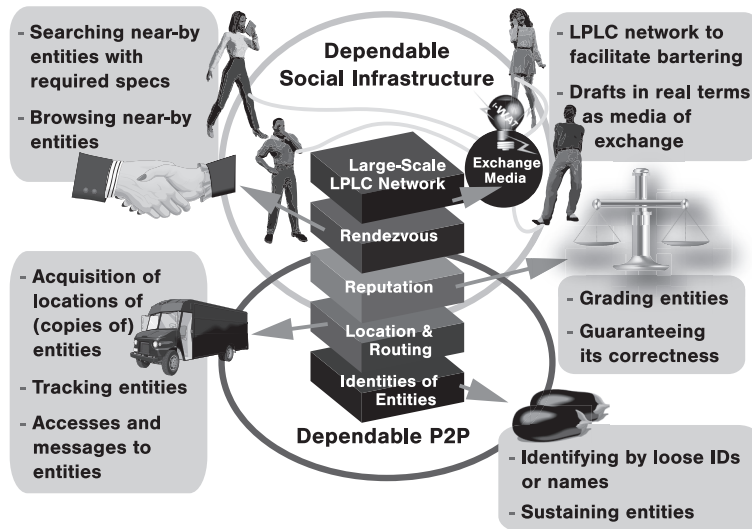 - Searching near-by
entities with
required specs
- Browsing near-by
entities
Dependable
Social Infrastructure
- LPLC network to
facilitate bartering
- Drafts in real terms
as media of
exchange
i-WAT
Exchange
Media
Large-Scale
LPLC Network
Rendezvous
Reputation
Location &
Routing
Identities of
Entities
Dependable P2P
- Acquisition of
locations of
(copies of)
entities
- Tracking entities
- Accesses and
messages to
entities
- Grading entities
- Guaranteeing
its correctness
- Identifying by loose IDs
or names
- Sustaining entities